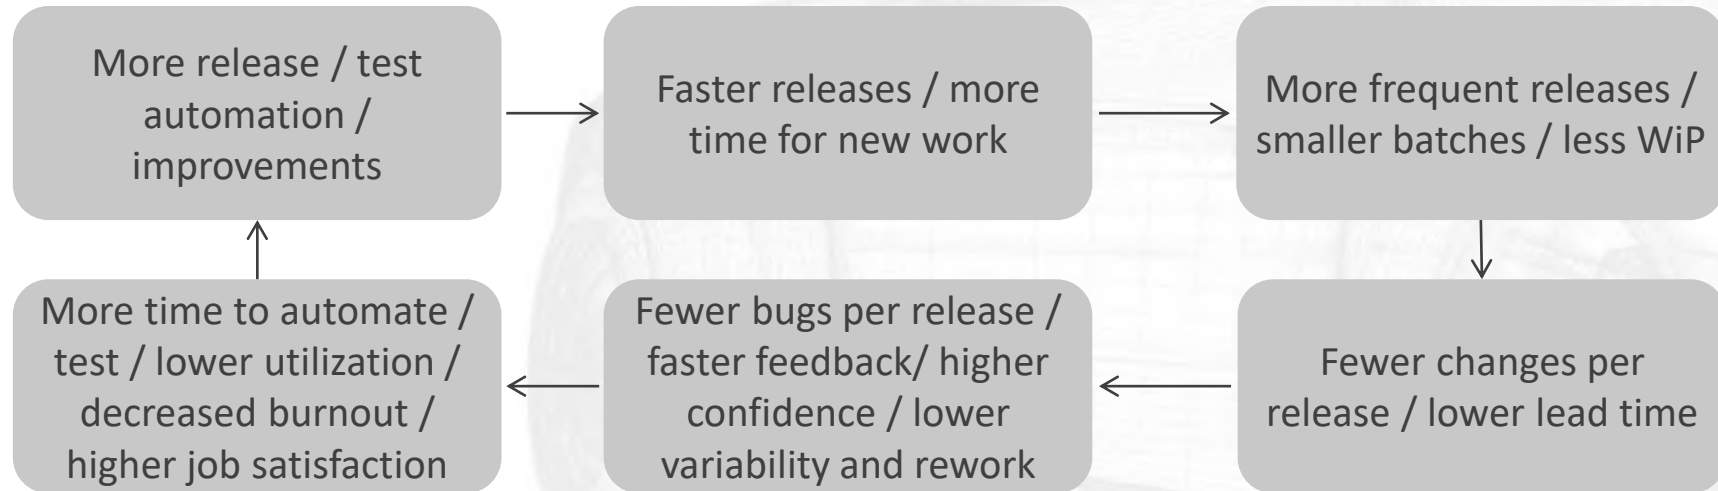 More release / test
automation /
improvements
Faster releases / more
time for new work
More frequent releases /
smaller batches / less WiP
More time to automate /
test / lower utilization /
decreased burnout /
higher job satisfaction
Fewer bugs per release /
faster feedback/ higher
confidence / lower
variability and rework
Fewer changes per
release / lower lead time